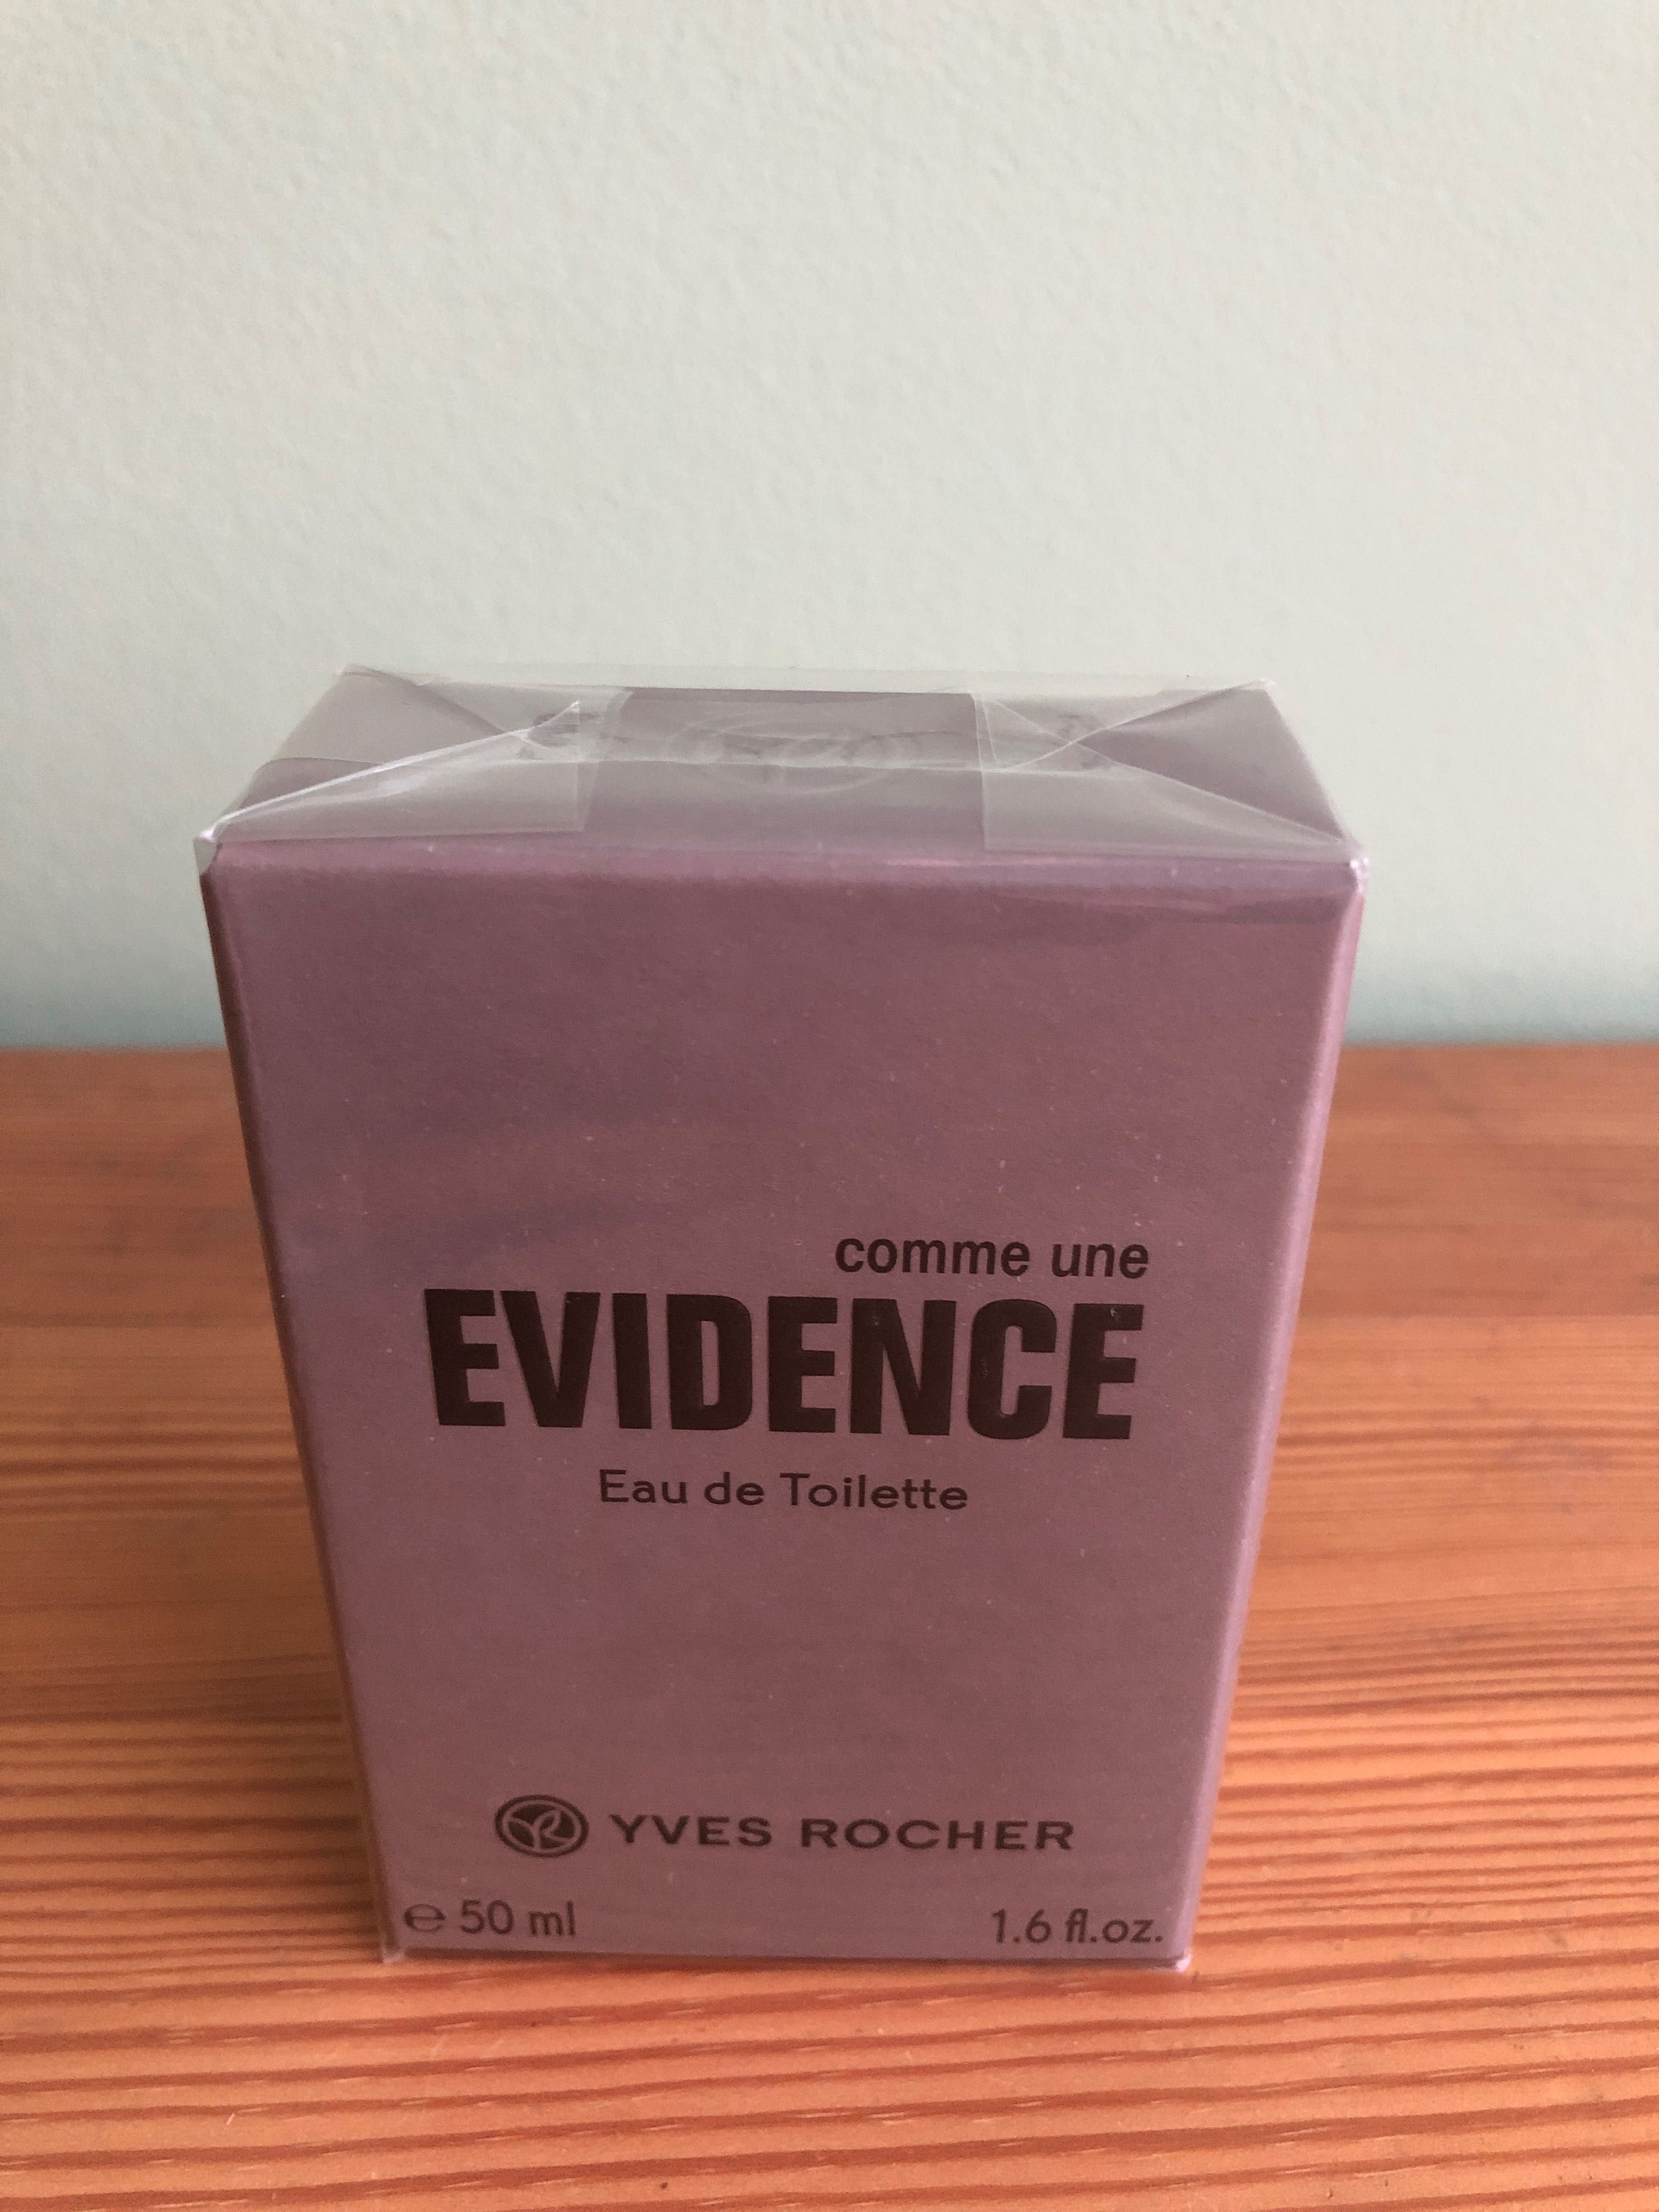 comme une
EVIDENCE
Eau de Toilette
YVES ROCHER
℮ 50 ml 1.6 fl.oz.